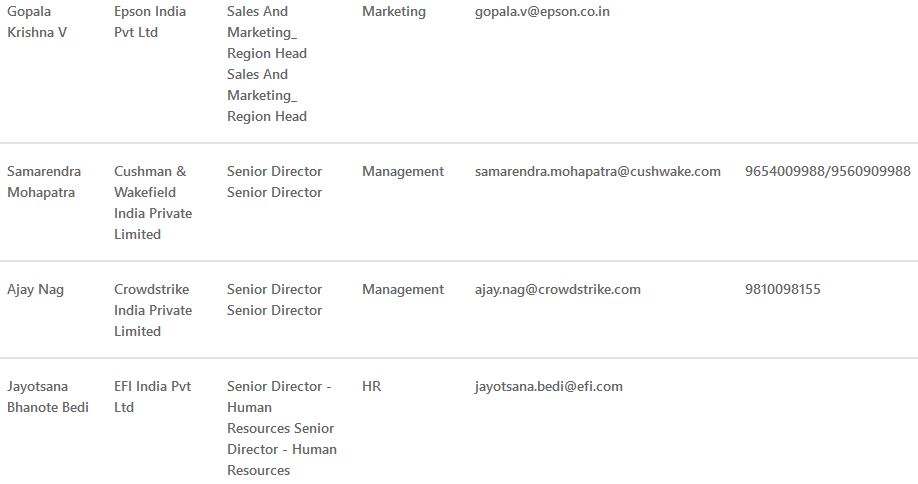 Gopala Krishna V
Epson India Pvt Ltd
Sales And Marketing_ Region Head Sales And Marketing_ Region Head
Marketing
gopala.v@epson.co.in
Samarendra Mohapatra
Cushman & Wakefield India Private Limited
Senior Director Senior Director
Management
samarendra.mohapatra@cushwake.com
9654009988/9560909988
Ajay Nag
Crowdstrike India Private Limited
Senior Director Senior Director
Management
ajay.nag@crowdstrike.com
9810098155
Jayotsana Bhanote Bedi
EFI India Pvt Ltd
Senior Director - Human Resources Senior Director - Human Resources
HR
jayotsana.bedi@efi.com